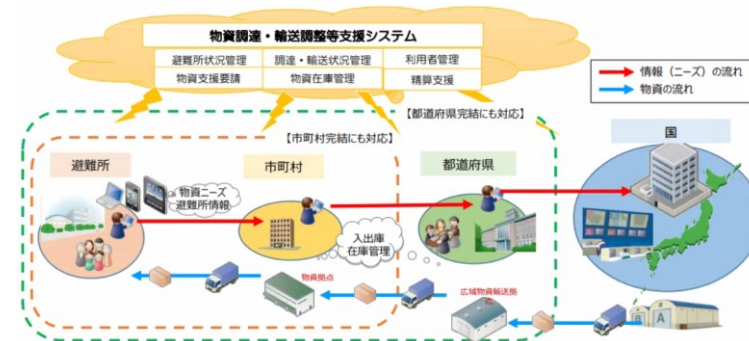 物資調達・輸送調整等支援システム
避難所状況管理 調達・輸送状況管理 利用者管理
物資支援要請 物資在庫管理 精算支援
情報（ニーズ）の流れ
物資の流れ
【都道府県完結にも対応】
【市町村完結にも対応】
国
避難所
市町村
都道府県
物資ニーズ
避難所情報
入出庫
在庫管理
物資拠点
広域物資輸送拠
点
B A